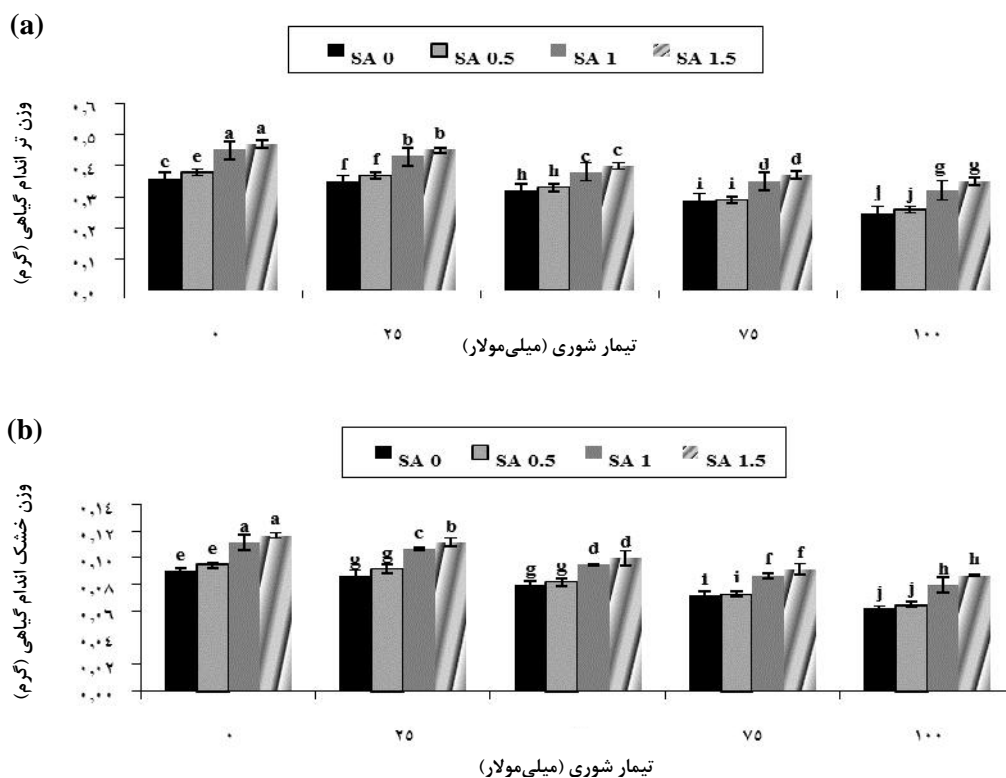 (a)
SA 0 SA 0.5 SA 1 SA 1.5
وزن تر اندام گیاهی (گرم)
۰,۶
۰,۵
۰,۴
۰,۳
۰,۲
۰,۱
۰,۰
c e a a f f b b h h c c i i d d j j g g
۰ ۲۵ ۷۵ ۱۰۰
تیمار شوری (میلی‌مولار)
(b)
SA 0 SA 0.5 SA 1 SA 1.5
وزن خشک اندام گیاهی (گرم)
۰,۱۴
۰,۱۲
۰,۱۰
۰,۰۸
۰,۰۶
۰,۰۴
۰,۰۲
۰,۰۰
e e a a g g c b g g d d i i f f j j h h
۰ ۲۵ ۷۵ ۱۰۰
تیمار شوری (میلی‌مولار)